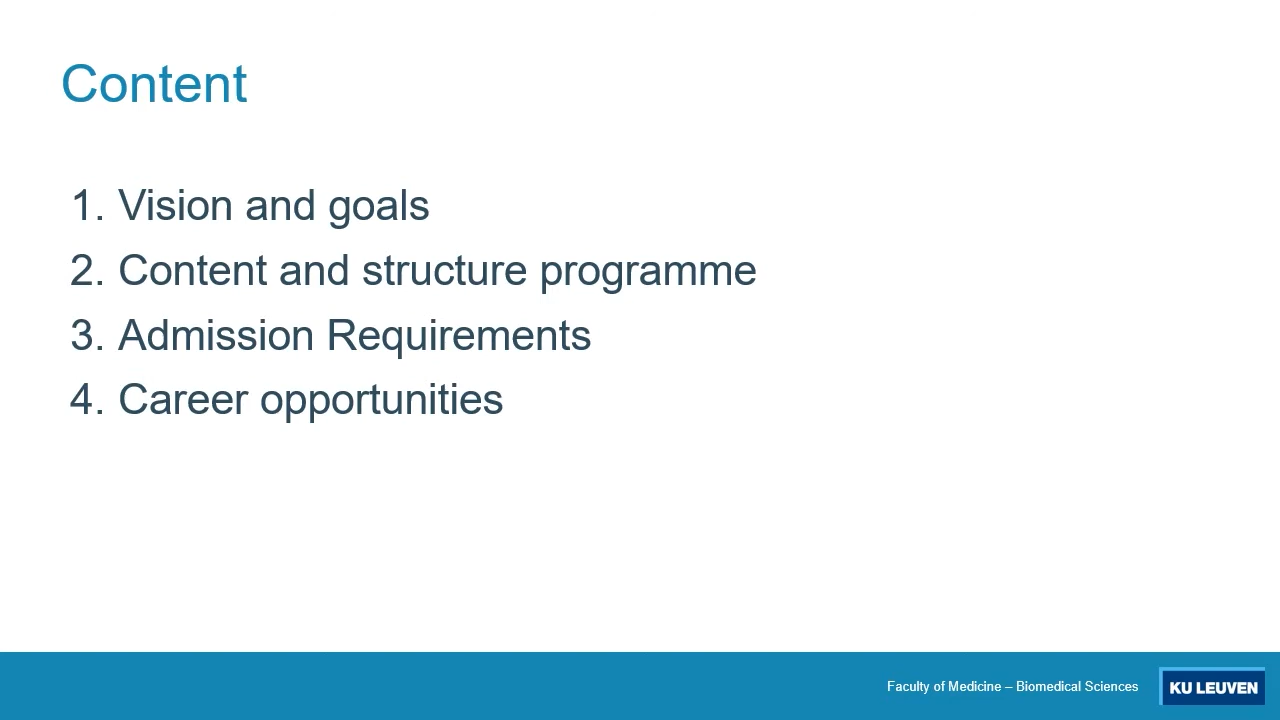 Content
1. Vision and goals
2. Content and structure programme
3. Admission Requirements
4. Career opportunities
Faculty of Medicine – Biomedical Sciences
KU LEUVEN